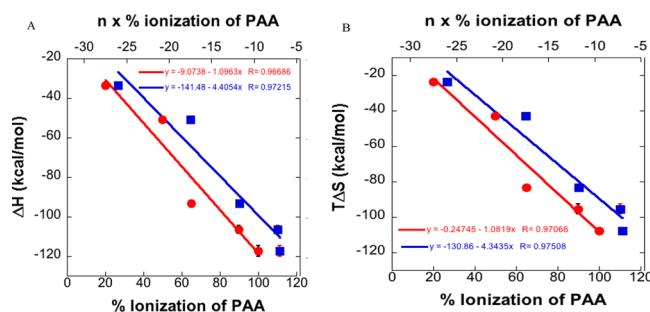 A
n x % ionization of PAA
-30 -25 -20 -15 -10 -5
y = -9.0738 - 1.0963x R= 0.96686
y = -141.48 - 4.4054x R= 0.97215
ΔH (kcal/mol)
-20
-40
-60
-80
-100
-120
0 20 40 60 80 100 120
% Ionization of PAA
B
n x % ionization of PAA
-30 -25 -20 -15 -10 -5
TΔS (kcal/mol)
0
-20
-40
-60
-80
-100
-120
y = -0.24745 - 1.0819x R= 0.97066
y = -130.86 - 4.3435x R= 0.97508
0 20 40 60 80 100 120
% Ionization of PAA